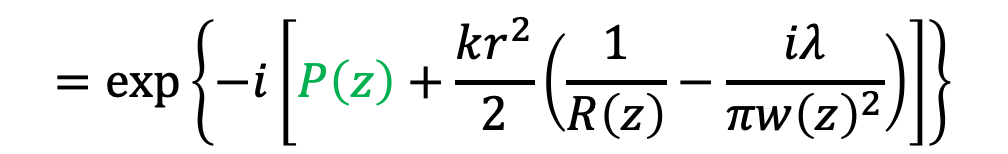 = exp{−i[P(z) + kr²/2 (1/R(z) − iλ/πw(z)²)]}